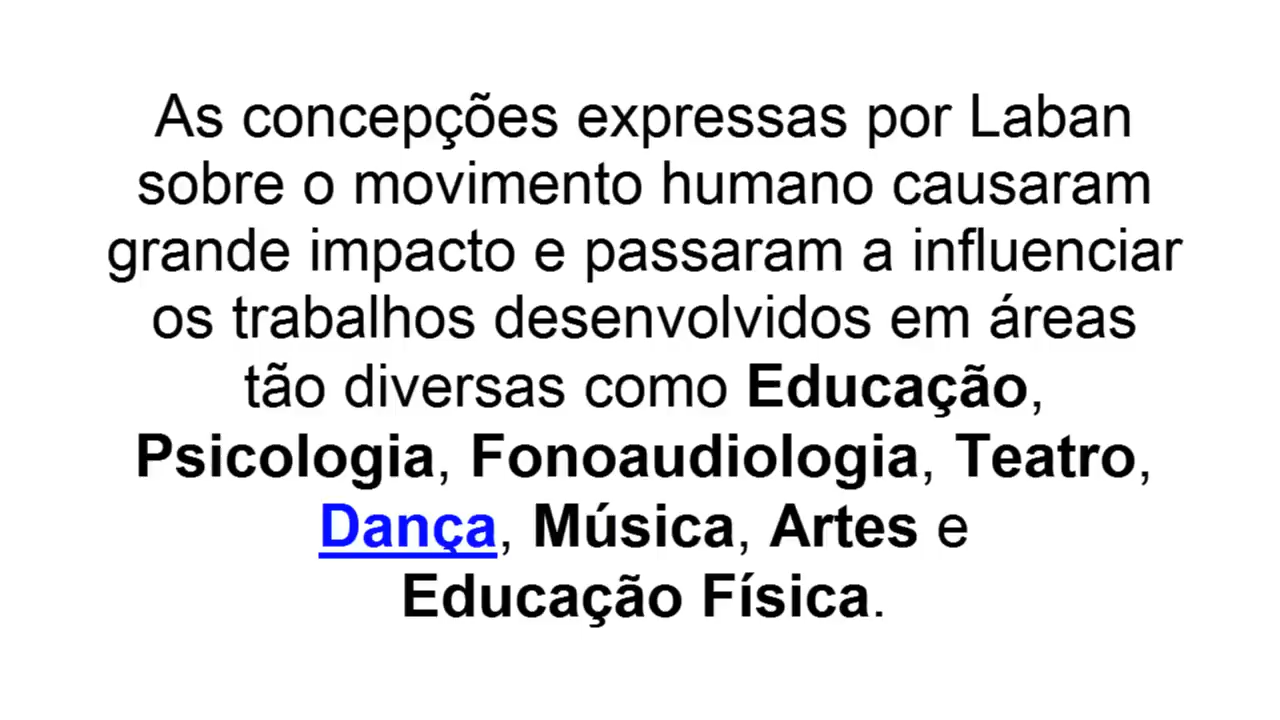 As concepções expressas por Laban
sobre o movimento humano causaram
grande impacto e passaram a influenciar
os trabalhos desenvolvidos em áreas
tão diversas como Educação,
Psicologia, Fonoaudiologia, Teatro,
Dança, Música, Artes e
Educação Física.